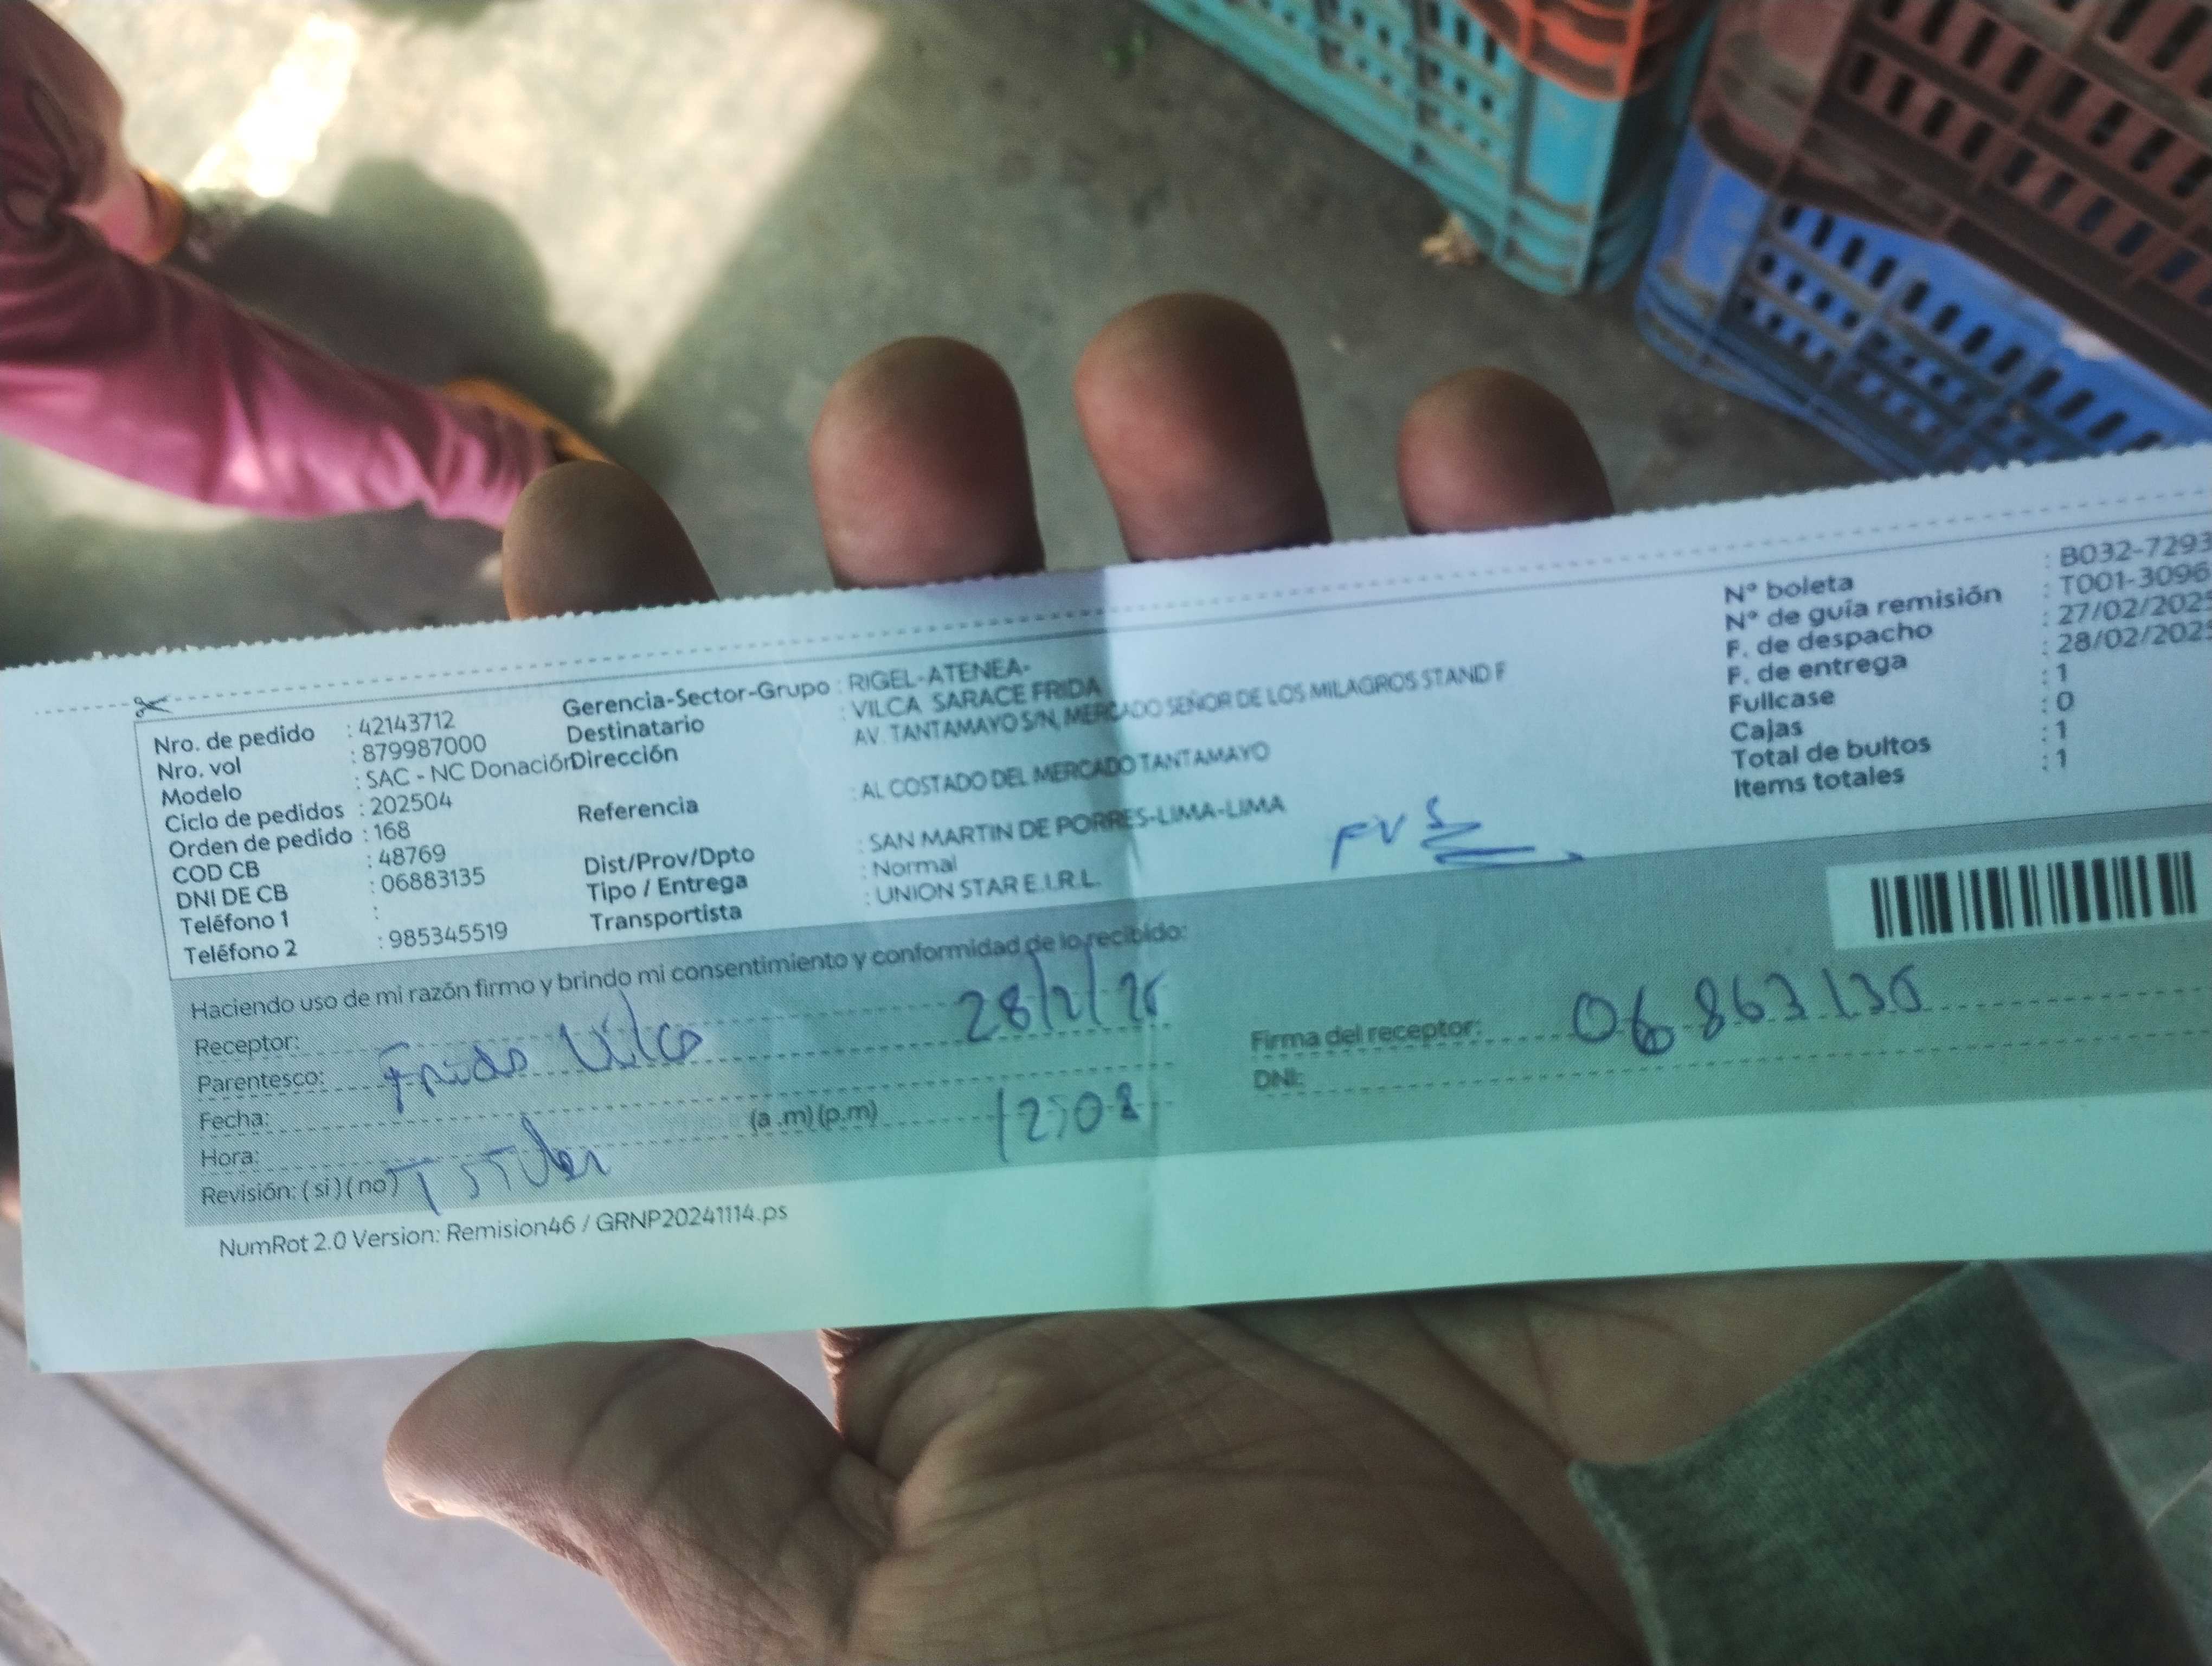 Nro. de pedido : 42143712
Nro. vol : 879987000
Modelo : SAC - NC Donación
Ciclo de pedidos : 202504
Orden de pedido : 168
COD CB : 48769
DNI DE CB : 06883135
Teléfono 1 :
Teléfono 2 : 985345519
Gerencia-Sector-Grupo : RIGEL-ATENEA-
Destinatario : VILCA SARACE FRIDA
Dirección AV. TANTAMAYO S/N, MERCADO SEÑOR DE LOS MILAGROS STAND F
Referencia : AL COSTADO DEL MERCADO TANTAMAYO
Dist/Prov/Dpto : SAN MARTIN DE PORRES-LIMA-LIMA
Tipo / Entrega : Normal
Transportista : UNION STAR E.I.R.L.
Nº boleta : B032-7293
Nº de guía remisión : T001-3096
F. de despacho : 27/02/2025
F. de entrega : 28/02/2025
Fullcase : 1
Cajas : 0
Total de bultos : 1
Items totales : 1
FVS
Haciendo uso de mi razón firmo y brindo mi consentimiento y conformidad de lo recibido:
Receptor:
Parentesco: Frida Vilca 28/2/
Fecha:
Hora: (a .m) (p.m)
Revisión: (si) (no)
Firma del receptor: 06
DNI:
NumRot 2.0 Version: Remision46 / GRNP20241114.ps